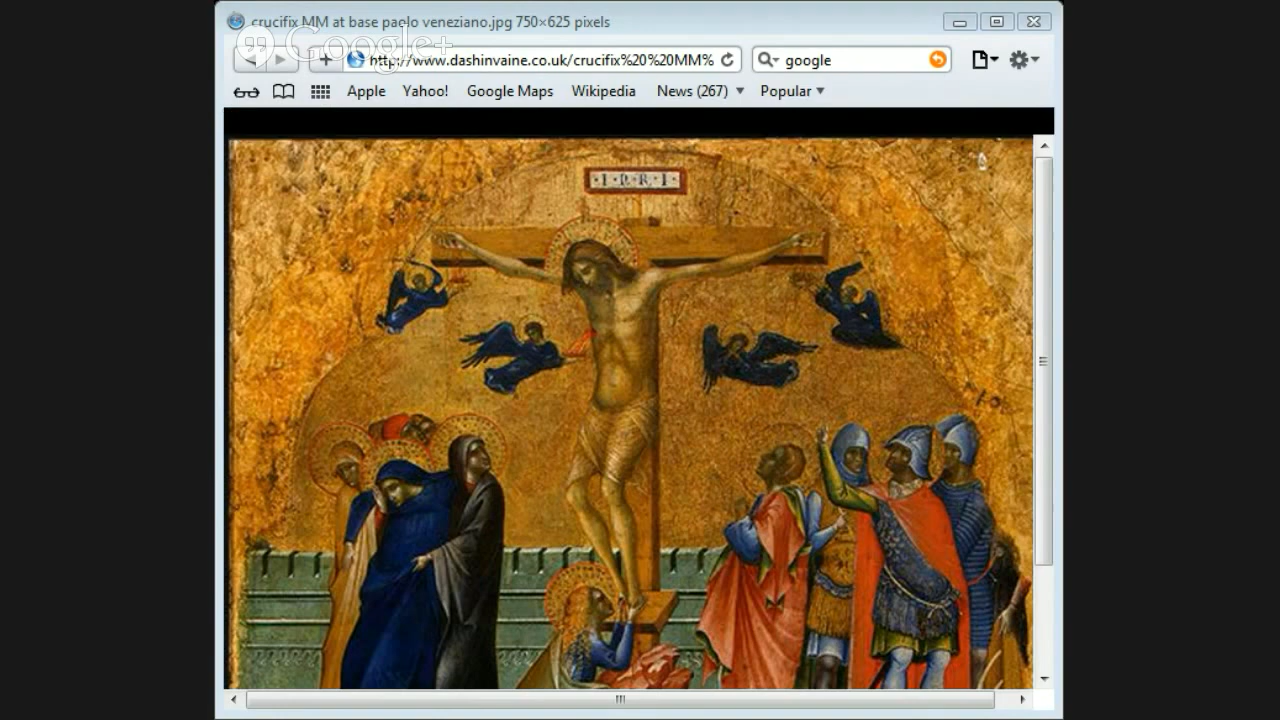 crucifix MM at base paolo veneziano.jpg 750×625 pixels
Google+
http://www.dashinvaine.co.uk/crucifix%20%20MM%
google
Apple Yahoo! Google Maps Wikipedia News (267) Popular
·I·N·R·I·